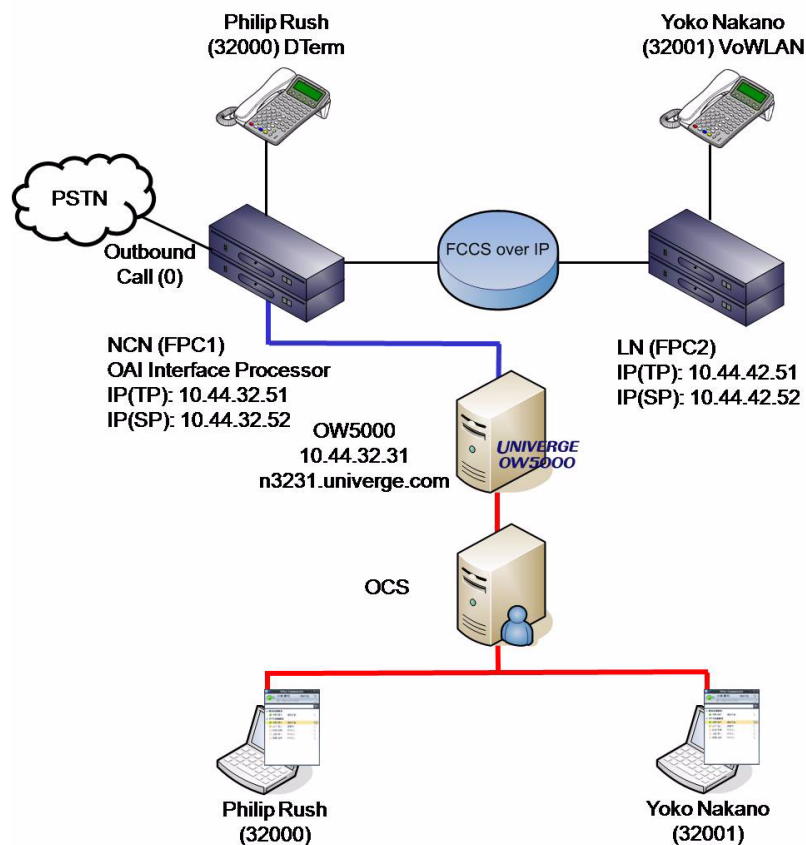 Philip Rush
(32000) DTerm
Yoko Nakano
(32001) VoWLAN
PSTN
Outbound
Call (0)
FCCS over IP
NCN (FPC1)
OAI Interface Processor
IP(TP): 10.44.32.51
IP(SP): 10.44.32.52
LN (FPC2)
IP(TP): 10.44.42.51
IP(SP): 10.44.42.52
OW5000
10.44.32.31
n3231.univerge.com
UNIVERGE
OW5000
OCS
Philip Rush
(32000)
Yoko Nakano
(32001)